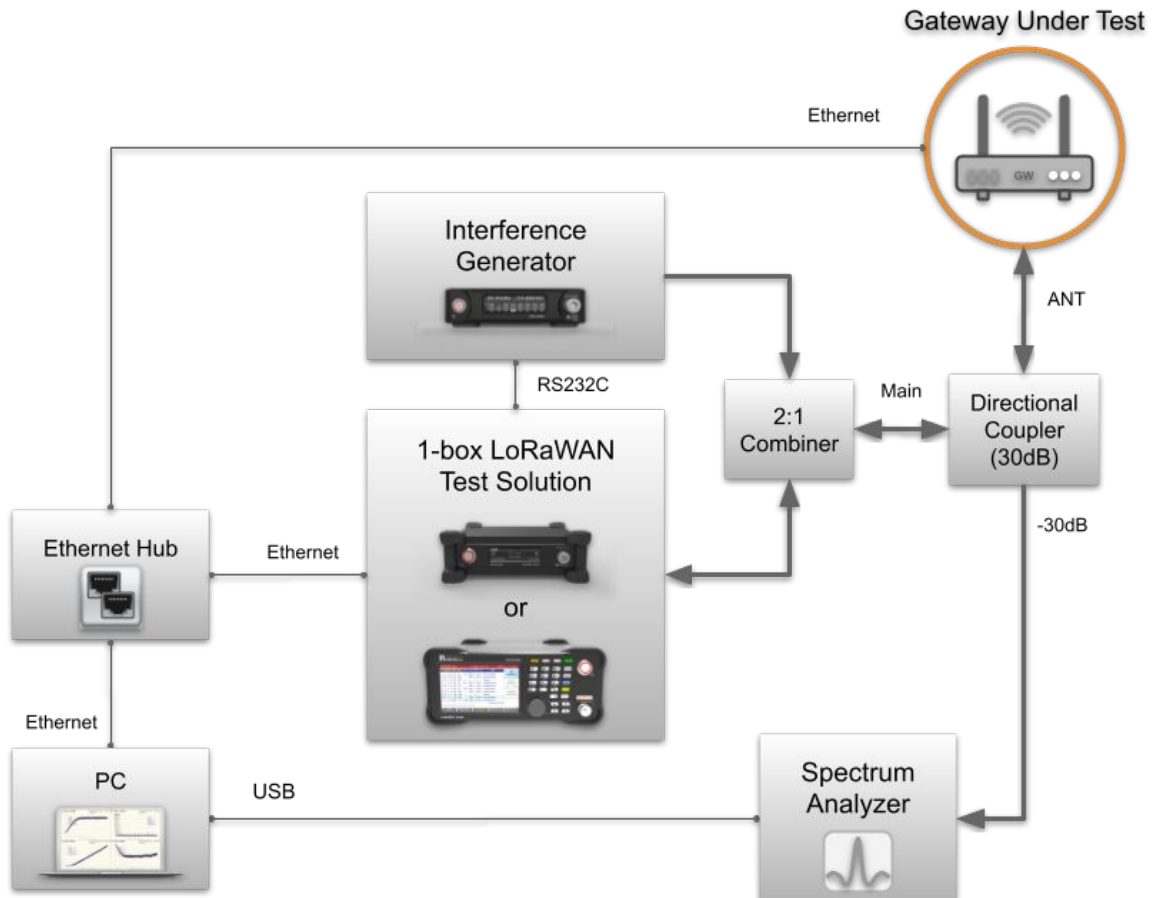 Gateway Under Test
Ethernet
GW
Interference
Generator
ANT
RS232C
2:1
Combiner
Main
Directional
Coupler
(30dB)
1-box LoRaWAN
Test Solution
-30dB
Ethernet Hub
Ethernet
or
Ethernet
PC
USB
Spectrum
Analyzer